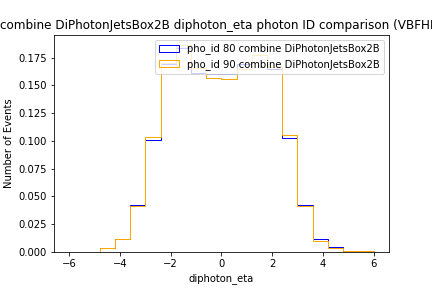 combine DiPhotonJetsBox2B diphoton_eta photon ID comparison (VBFH
pho_id 80 combine DiPhotonJetsBox2B
pho_id 90 combine DiPhotonJetsBox2B
Number of Events
0.175
0.150
0.125
0.100
0.075
0.050
0.025
0.000
−6 −4 −2 0 2 4 6
diphoton_eta